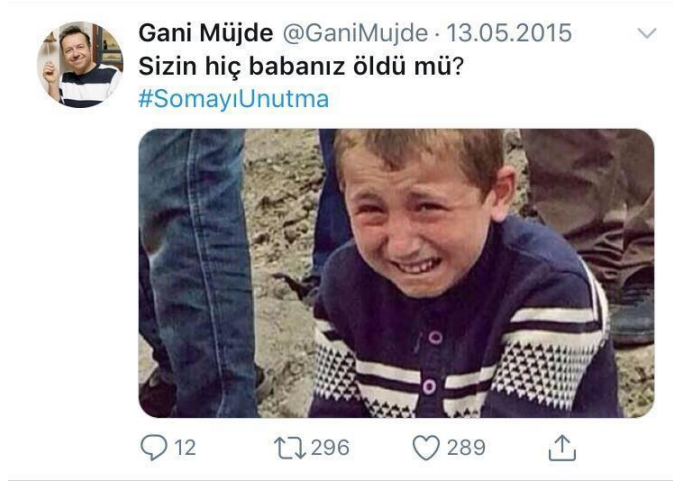 Gani Müjde @GaniMujde · 13.05.2015
Sizin hiç babanız öldü mü?
#SomayıUnutma
12 296 289